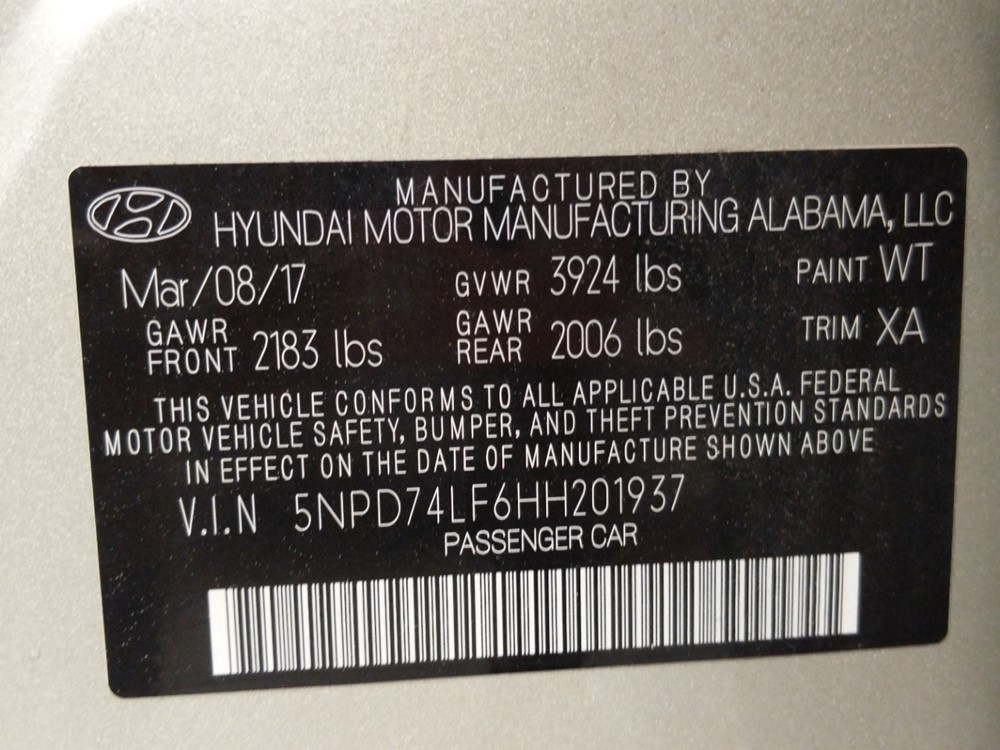 MANUFACTURED BY
HYUNDAI MOTOR MANUFACTURING ALABAMA, LLC
Mar/08/17 GVWR 3924 lbs PAINT WT
GAWR FRONT 2183 lbs GAWR REAR 2006 lbs TRIM XA
THIS VEHICLE CONFORMS TO ALL APPLICABLE U.S.A. FEDERAL
MOTOR VEHICLE SAFETY, BUMPER, AND THEFT PREVENTION STANDARDS
IN EFFECT ON THE DATE OF MANUFACTURE SHOWN ABOVE
V.I.N 5NPD74LF6HH201937
PASSENGER CAR